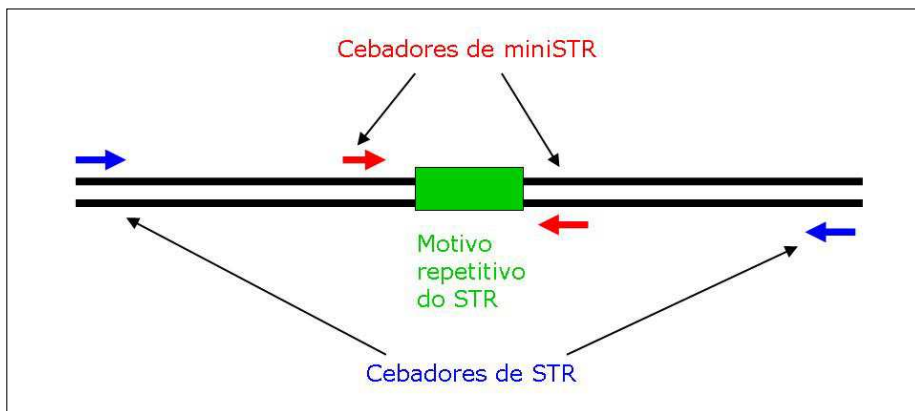 Cebadores de miniSTR
Motivo
repetitivo
do STR
Cebadores de STR